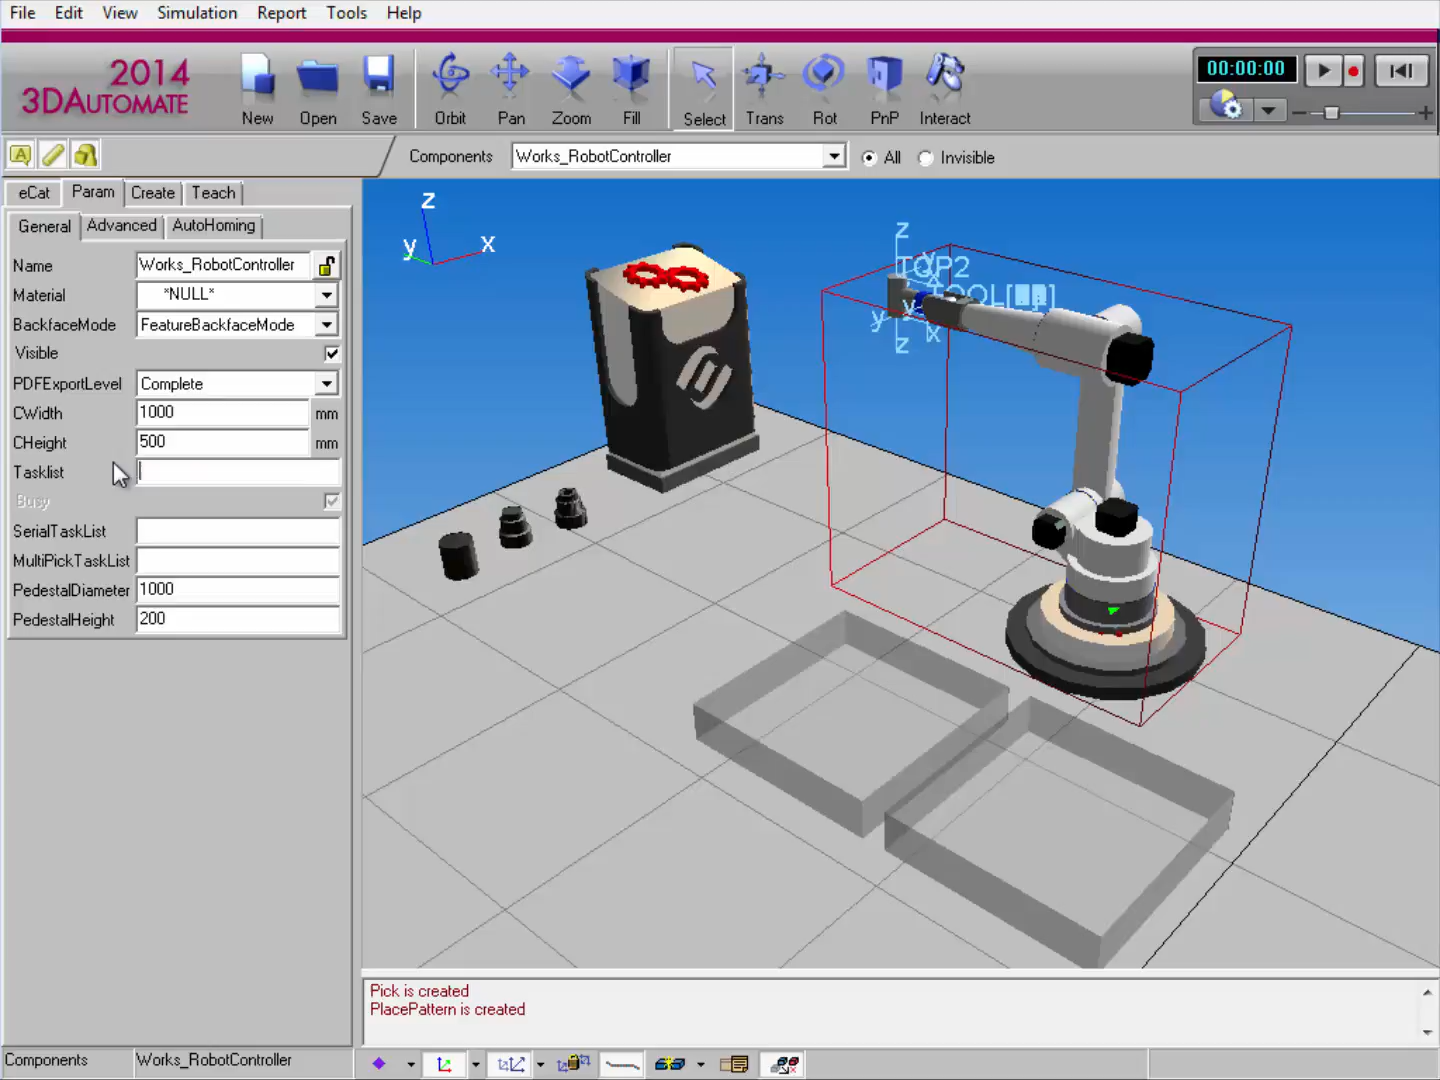 File Edit View Simulation Report Tools Help
2014
3DAUTOMATE
New Open Save Orbit Pan Zoom Fill Select Trans Rot PnP Interact
00:00:00
Components Works_RobotController All Invisible
eCat Param Create Teach
General Advanced AutoHoming
Name Works_RobotController
Material *NULL*
BackfaceMode FeatureBackfaceMode
Visible
PDFExportLevel Complete
CWidth 1000 mm
CHeight 500 mm
Tasklist
Busy
SerialTaskList
MultiPickTaskList
PedestalDiameter 1000
PedestalHeight 200
z
y x
z
y
x
z
Pick is created
PlacePattern is created
Components Works_RobotController